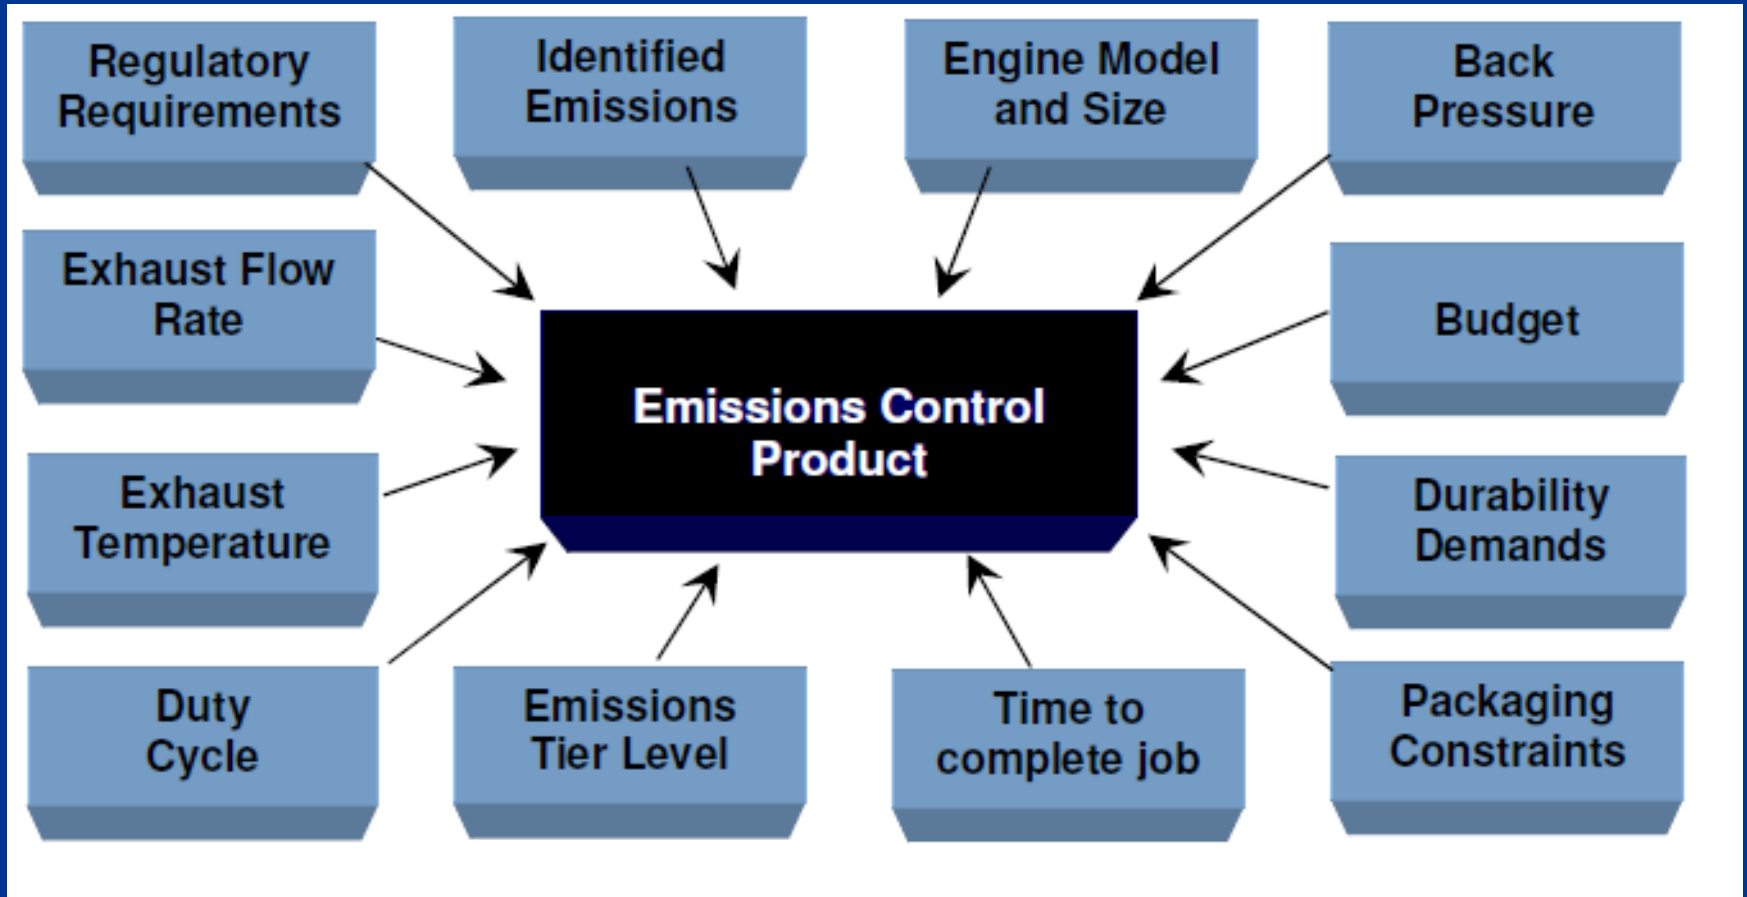 Regulatory
Requirements
Identified
Emissions
Engine Model
and Size
Back
Pressure
Exhaust Flow
Rate
Budget
Emissions Control
Product
Exhaust
Temperature
Durability
Demands
Duty
Cycle
Emissions
Tier Level
Time to
complete job
Packaging
Constraints